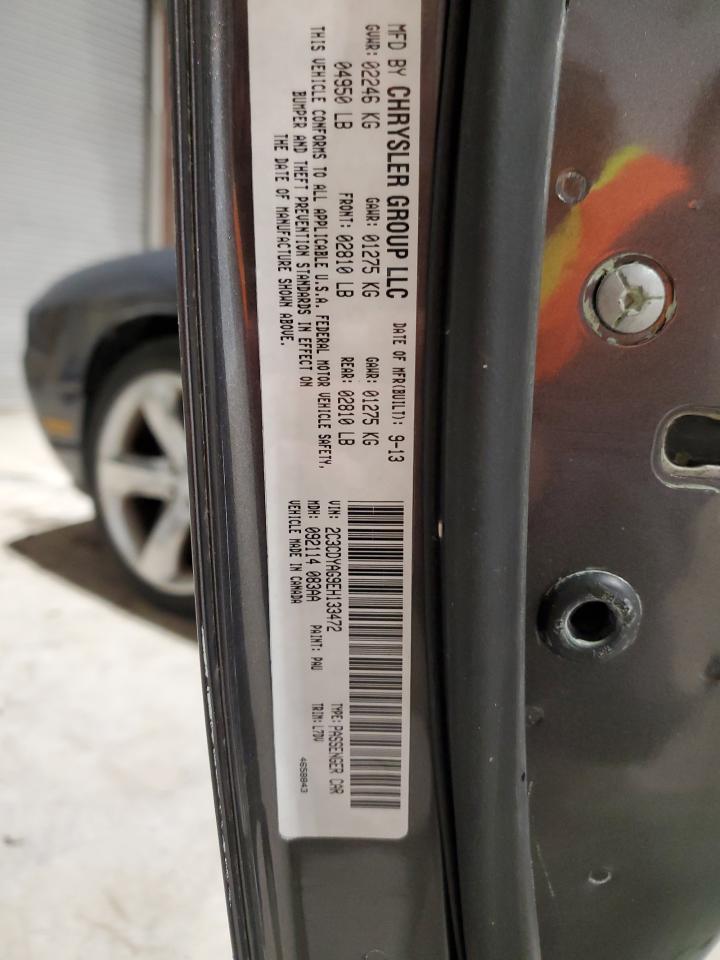 MFD BY CHRYSLER GROUP LLC DATE OF MFR(BUILT): 9-13
GVWR: 02246 KG GAWR: 01275 KG GAWR: 01275 KG
04950 LB FRONT: 02810 LB REAR: 02810 LB
THIS VEHICLE CONFORMS TO ALL APPLICABLE U.S.A. FEDERAL MOTOR VEHICLE SAFETY,
BUMPER AND THEFT PREVENTION STANDARDS IN EFFECT ON
THE DATE OF MANUFACTURE SHOWN ABOVE.
VIN: 2C3CDYAG9EH133472 TYPE: PASSENGER CAR
MDH: 092114 083AA PAINT: PAU TRIM: L7DV
VEHICLE MADE IN CANADA 4658843